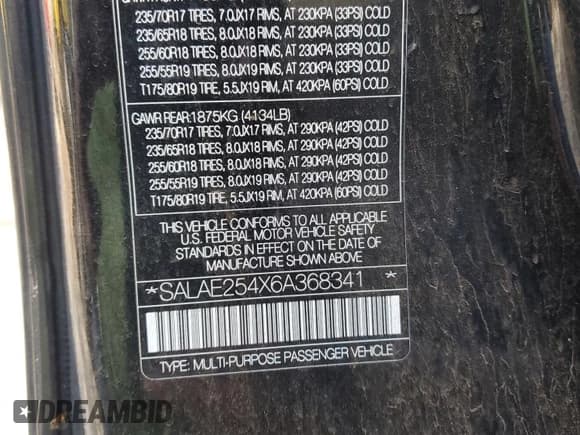 235/70R17 TIRES, 7.0JX17 RIMS, AT 230KPA (33PSI) COLD
235/65R18 TIRES, 8.0JX18 RIMS, AT 230KPA (33PSI) COLD
255/60R18 TIRES, 8.0JX18 RIMS, AT 230KPA (33PSI) COLD
255/55R19 TIRES, 8.0JX19 RIMS, AT 230KPA (33PSI) COLD
T175/80R19 TIRE, 5.5JX19 RIM, AT 420KPA (60PSI) COLD
GAWR REAR:1875KG (4134LB)
235/70R17 TIRES, 7.0JX17 RIMS, AT 290KPA (42PSI) COLD
235/65R18 TIRES, 8.0JX18 RIMS, AT 290KPA (42PSI) COLD
255/60R18 TIRES, 8.0JX18 RIMS, AT 290KPA (42PSI) COLD
255/55R19 TIRES, 8.0JX19 RIMS, AT 290KPA (42PSI) COLD
T175/80R19 TIRE, 5.5JX19 RIM, AT 420KPA (60PSI) COLD
THIS VEHICLE CONFORMS TO ALL APPLICABLE
U.S. FEDERAL MOTOR VEHICLE SAFETY
STANDARDS IN EFFECT ON THE DATE OF
MANUFACTURE SHOWN ABOVE
*SALAE254X6A368341 *
TYPE: MULTI-PURPOSE PASSENGER VEHICLE
DREAMBID